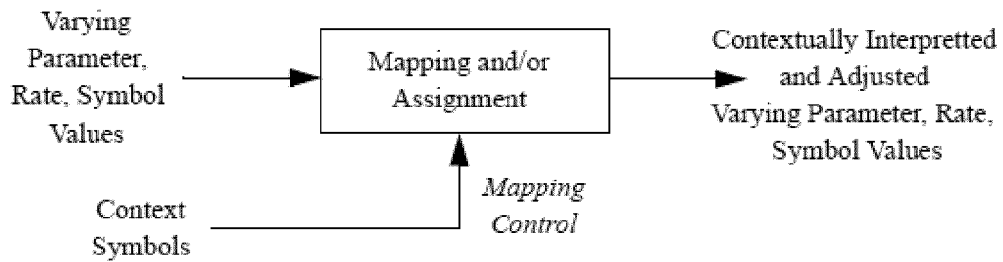 Varying
Parameter,
Rate, Symbol
Values
Mapping and/or
Assignment
Contextually Interpretted
and Adjusted
Varying Parameter, Rate,
Symbol Values
Context
Symbols
Mapping
Control